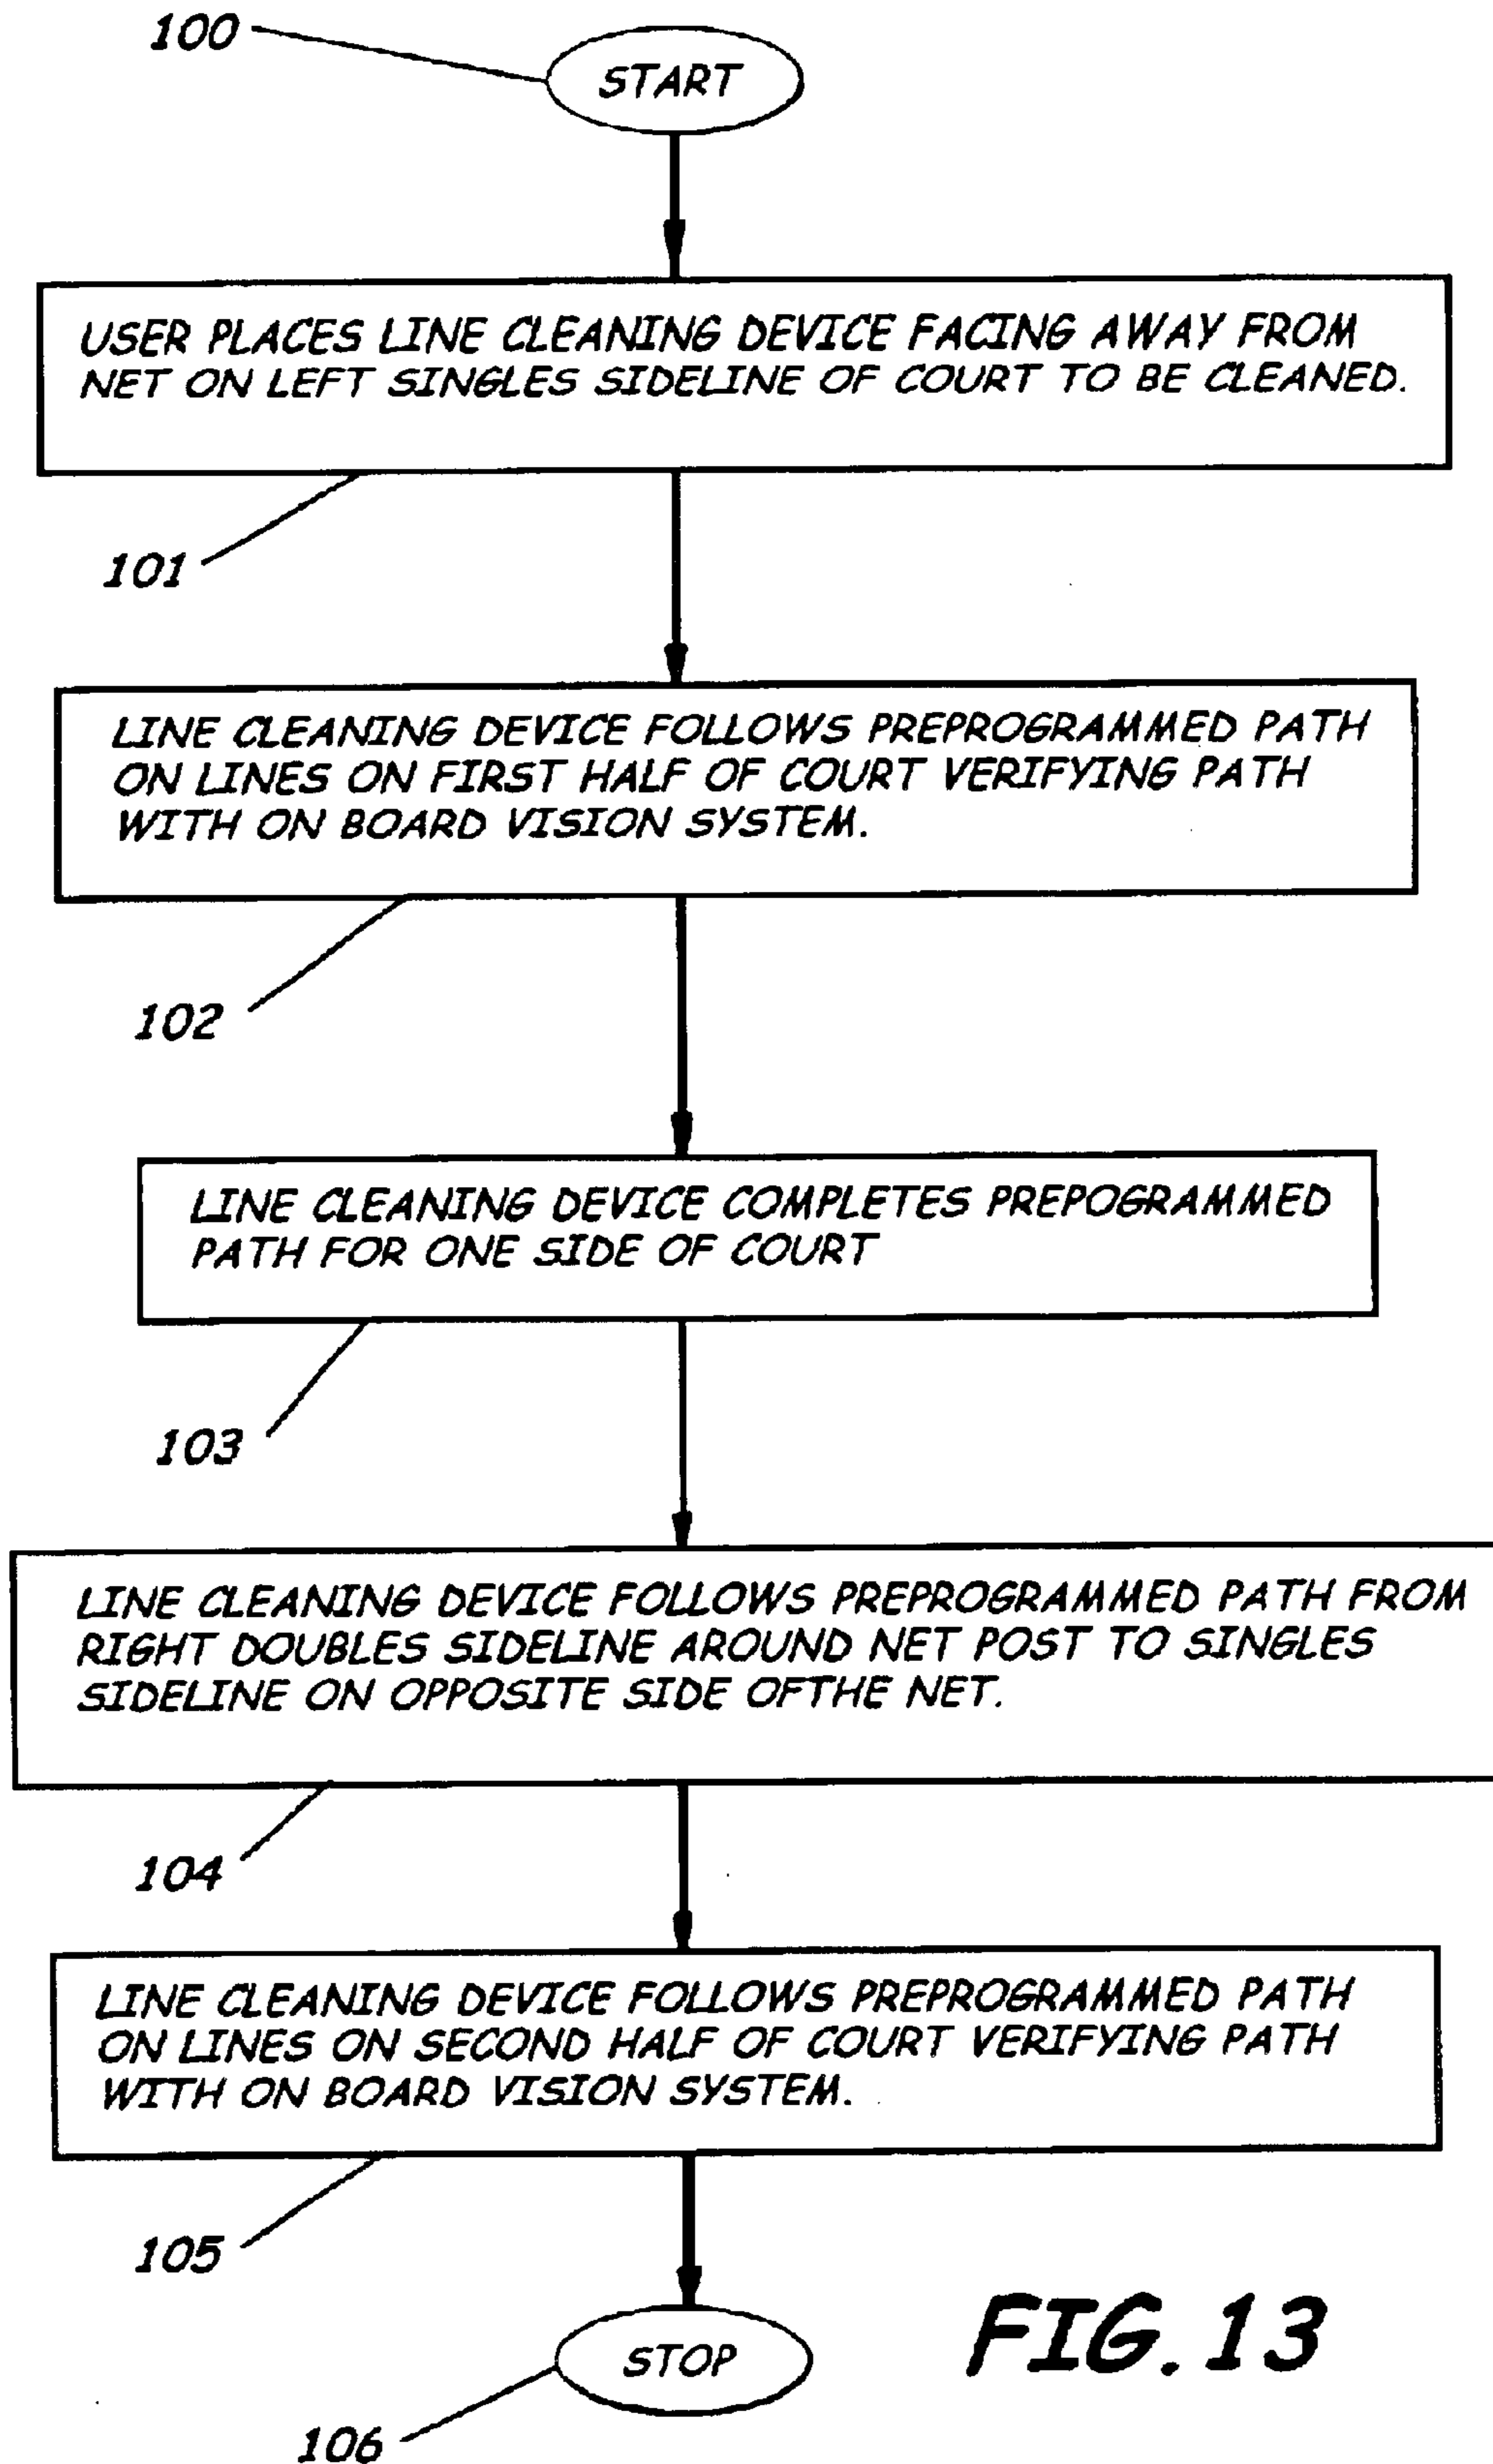 100
START
USER PLACES LINE CLEANING DEVICE FACING AWAY FROM
NET ON LEFT SINGLES SIDELINE OF COURT TO BE CLEANED.
101
LINE CLEANING DEVICE FOLLOWS PREPROGRAMMED PATH
ON LINES ON FIRST HALF OF COURT VERIFYING PATH
WITH ON BOARD VISION SYSTEM.
102
LINE CLEANING DEVICE COMPLETES PREPOGRAMMED
PATH FOR ONE SIDE OF COURT
103
LINE CLEANING DEVICE FOLLOWS PREPROGRAMMED PATH FROM
RIGHT DOUBLES SIDELINE AROUND NET POST TO SINGLES
SIDELINE ON OPPOSITE SIDE OFTHE NET.
104
LINE CLEANING DEVICE FOLLOWS PREPROGRAMMED PATH
ON LINES ON SECOND HALF OF COURT VERIFYING PATH
WITH ON BOARD VISION SYSTEM.
105
STOP
106
FIG. 13